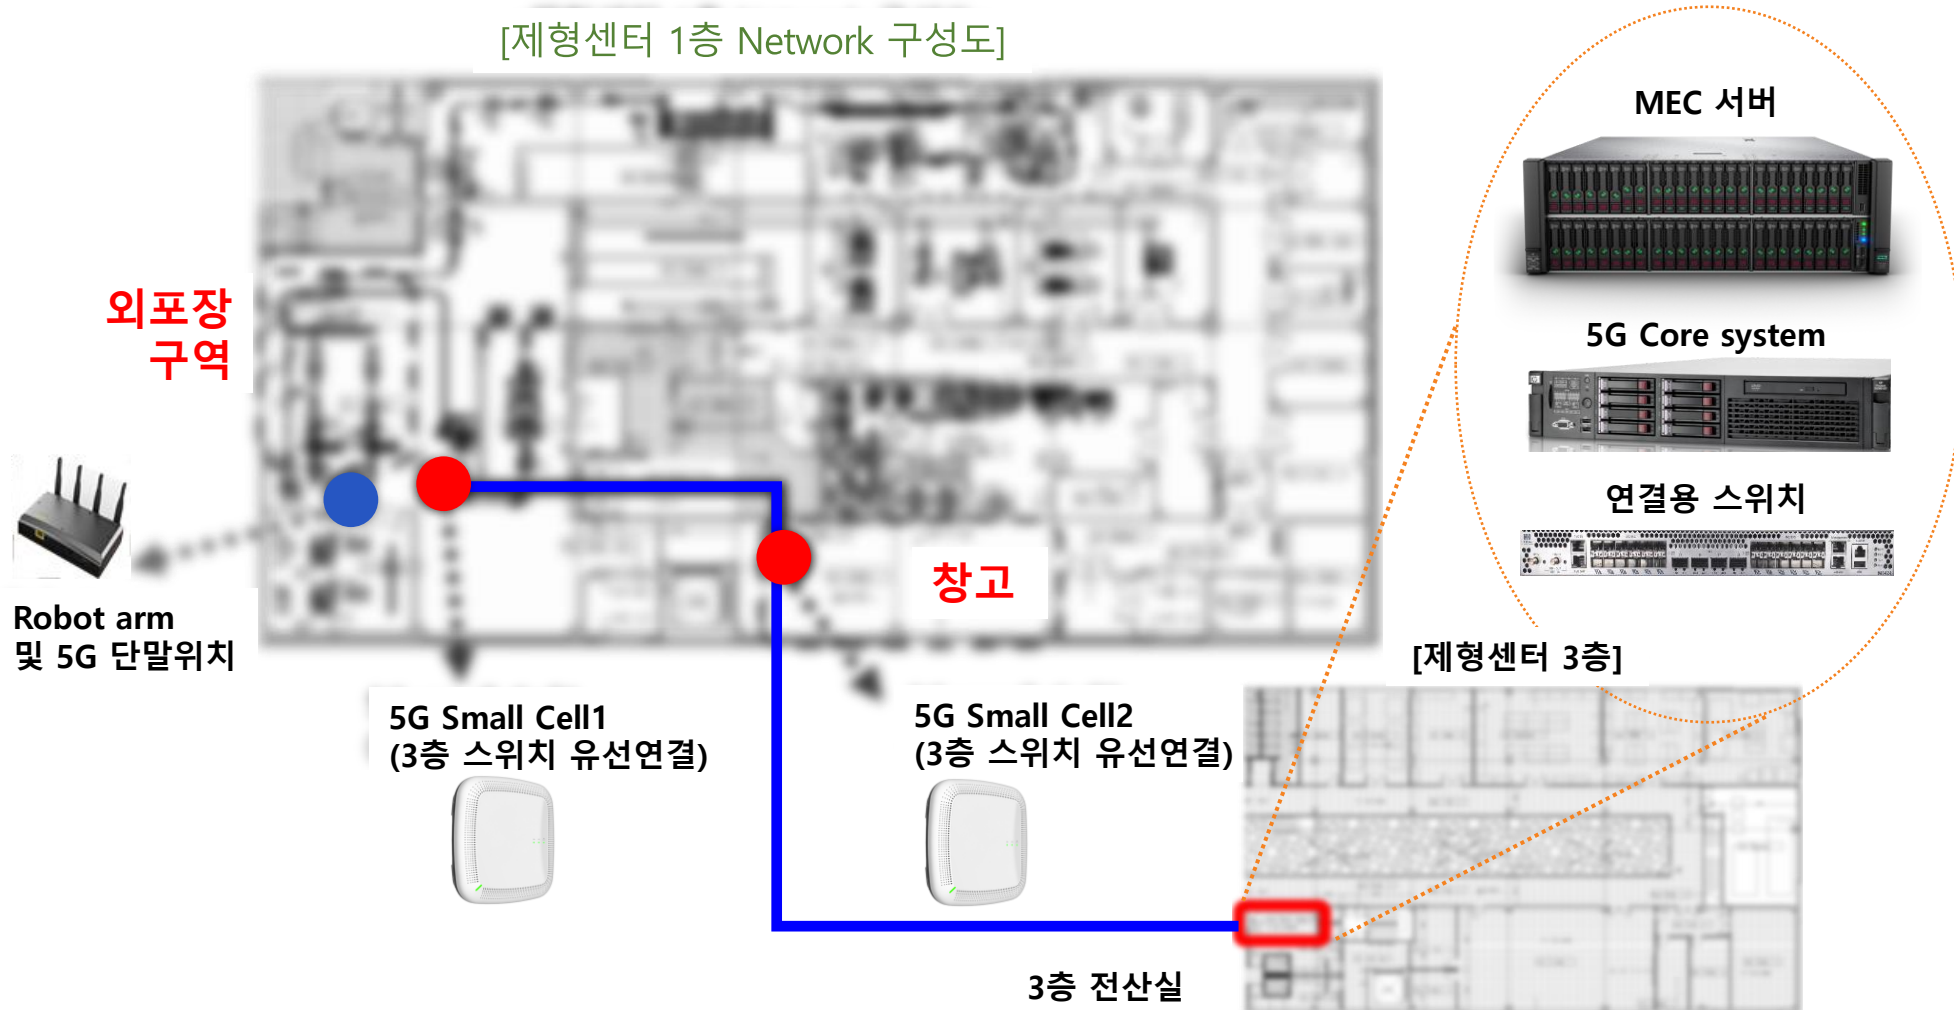 [제형센터 1층 Network 구성도]
MEC 서버
5G Core system
연결용 스위치
외포장
구역
창고
Robot arm
및 5G 단말위치
5G Small Cell1
(3층 스위치 유선연결)
5G Small Cell2
(3층 스위치 유선연결)
[제형센터 3층]
3층 전산실